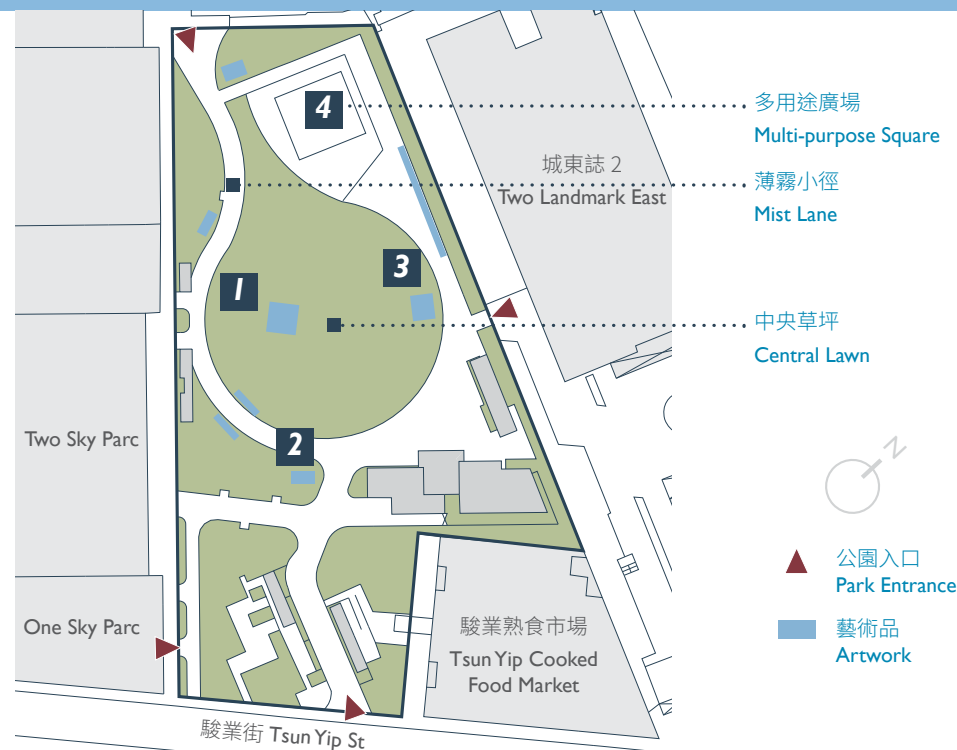 4
多用途廣場
Multi-purpose Square
城東誌 2
Two Landmark East
薄霧小徑
Mist Lane
3
1
中央草坪
Central Lawn
Two Sky Parc
2
N
公園入口
Park Entrance
One Sky Parc
駿業熟食市場
Tsun Yip Cooked
Food Market
藝術品
Artwork
駿業街 Tsun Yip St